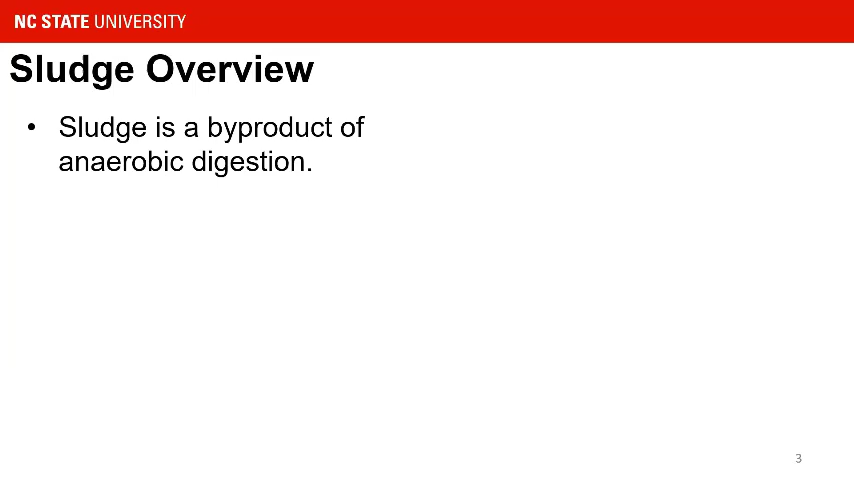 NC STATE UNIVERSITY
Sludge Overview
• Sludge is a byproduct of
anaerobic digestion.
3